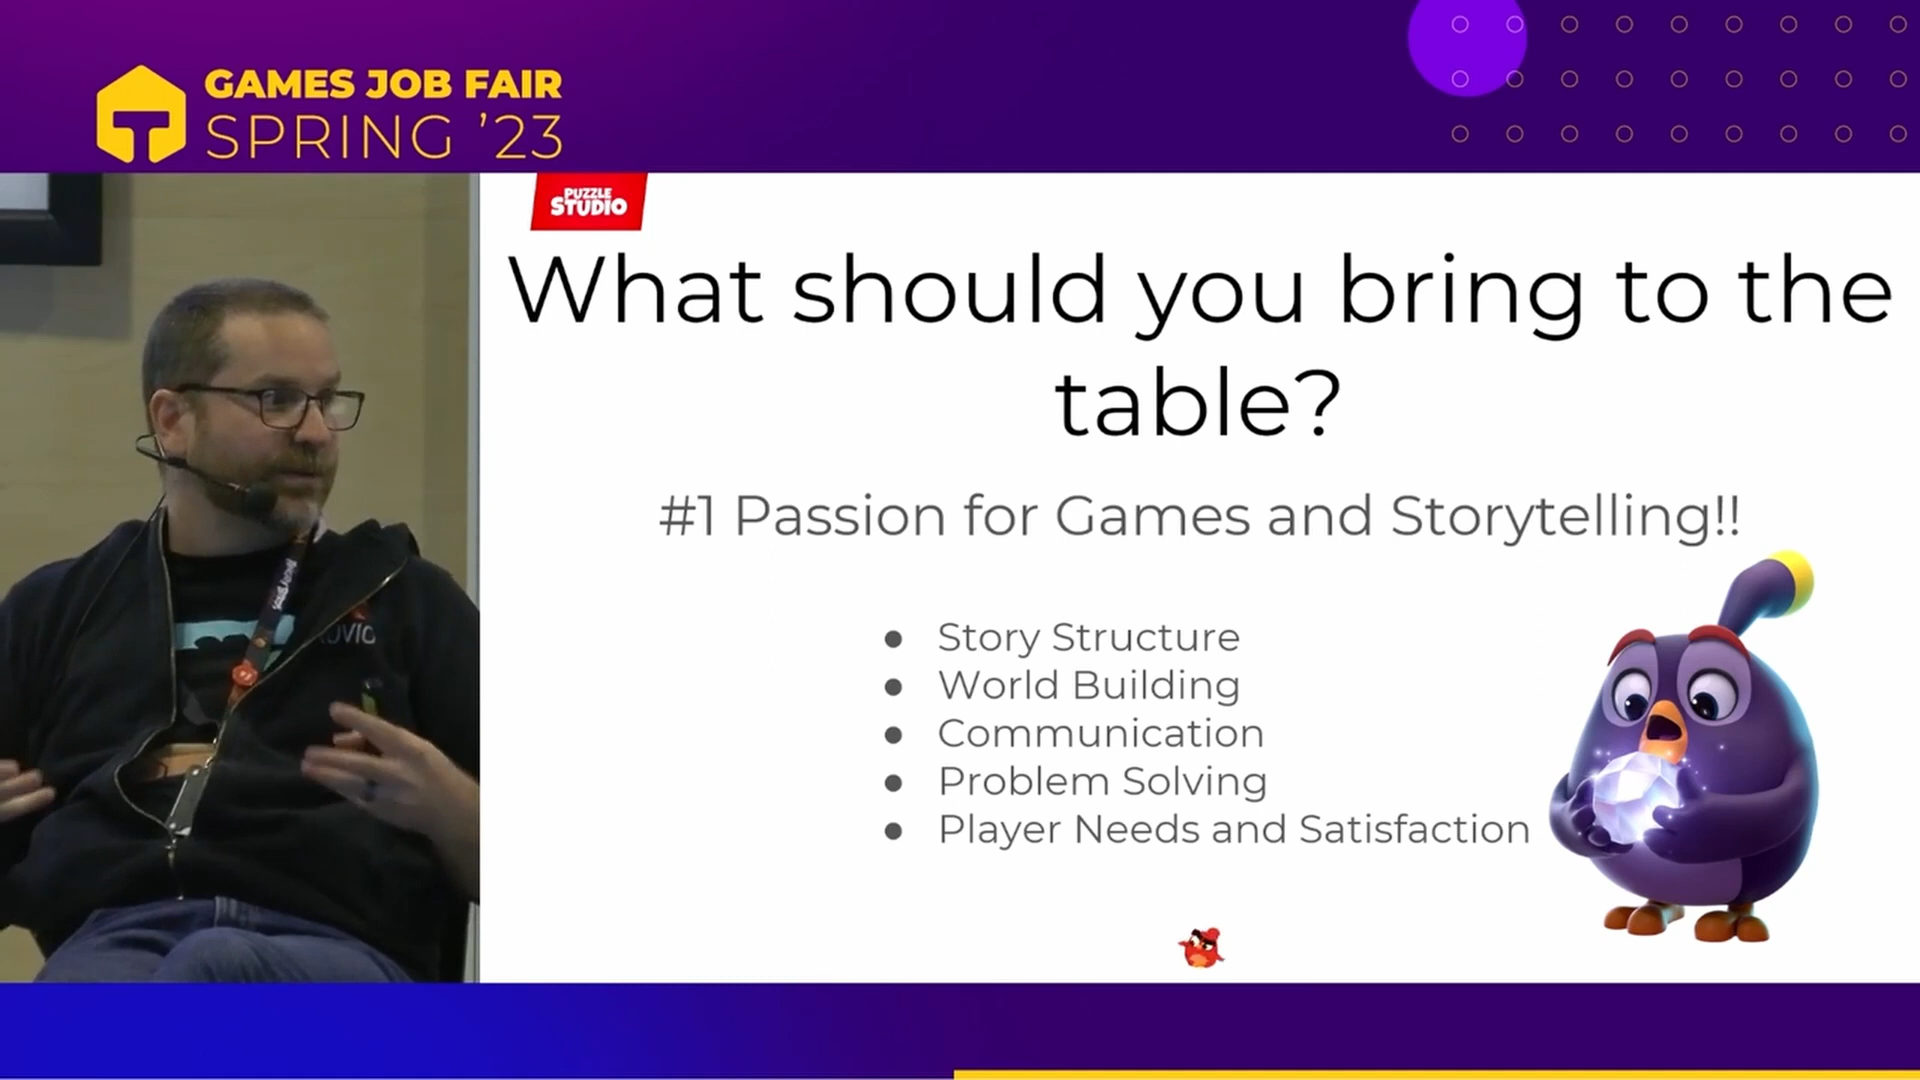 GAMES JOB FAIR
SPRING ’23
PUZZLE
STUDIO
What should you bring to the
table?
#1 Passion for Games and Storytelling!!
● Story Structure
● World Building
● Communication
● Problem Solving
● Player Needs and Satisfaction